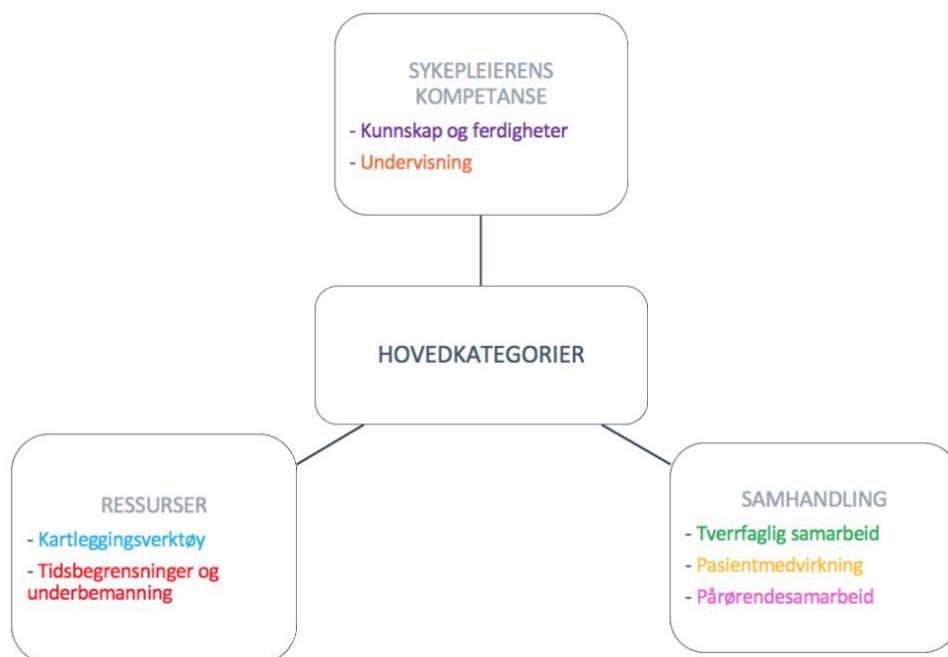 SYKEPLEIERENS
KOMPETANSE
- Kunnskap og ferdigheter
- Undervisning
HOVEDKATEGORIER
RESSURSER
- Kartleggingsverktøy
- Tidsbegrensninger og
underbemanning
SAMHANDLING
- Tverrfaglig samarbeid
- Pasientmedvirkning
- Pårørendesamarbeid